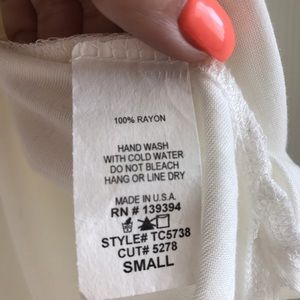 100% RAYON
HAND WASH
WITH COLD WATER
DO NOT BLEACH
HANG OR LINE DRY
MADE IN U.S.A.
RN # 139394
STYLE# TC5738
CUT# 5278
SMALL